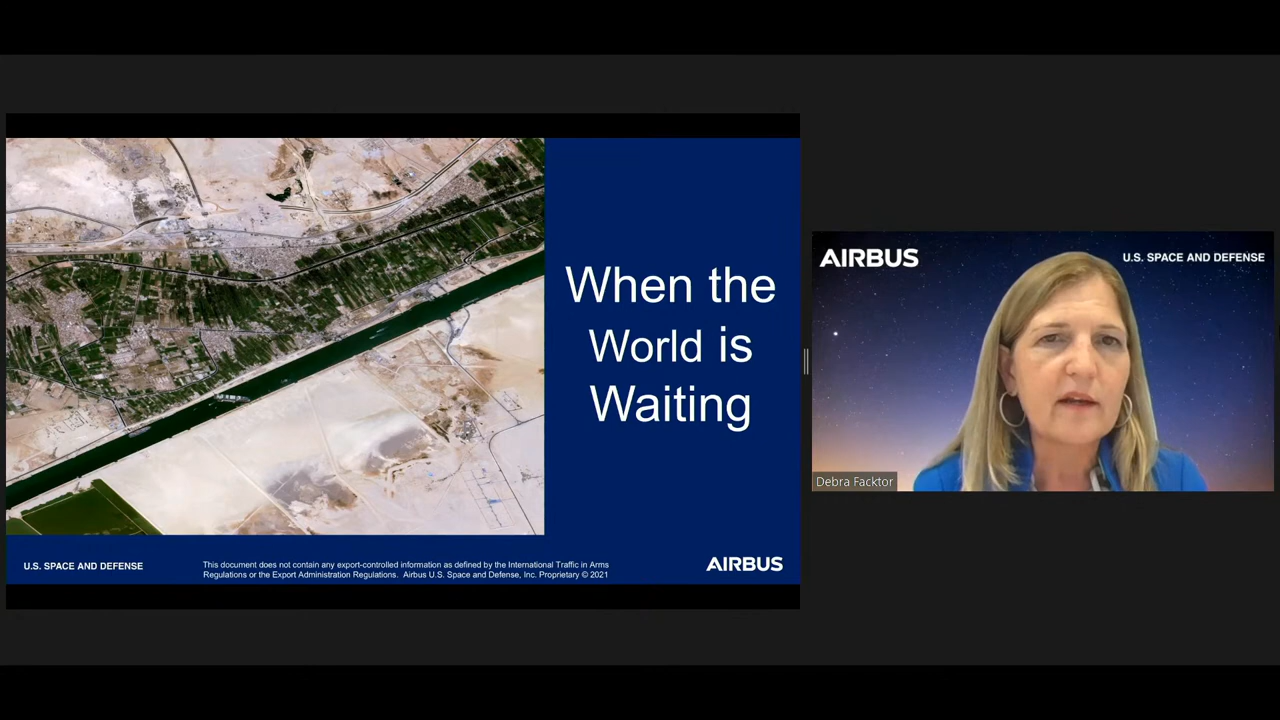 When the
World is
Waiting
U.S. SPACE AND DEFENSE
This document does not contain any export-controlled information as defined by the International Traffic in Arms
Regulations or the Export Administration Regulations. Airbus U.S. Space and Defense, Inc. Proprietary © 2021
AIRBUS
AIRBUS
U.S. SPACE AND DEFENSE
Debra Facktor